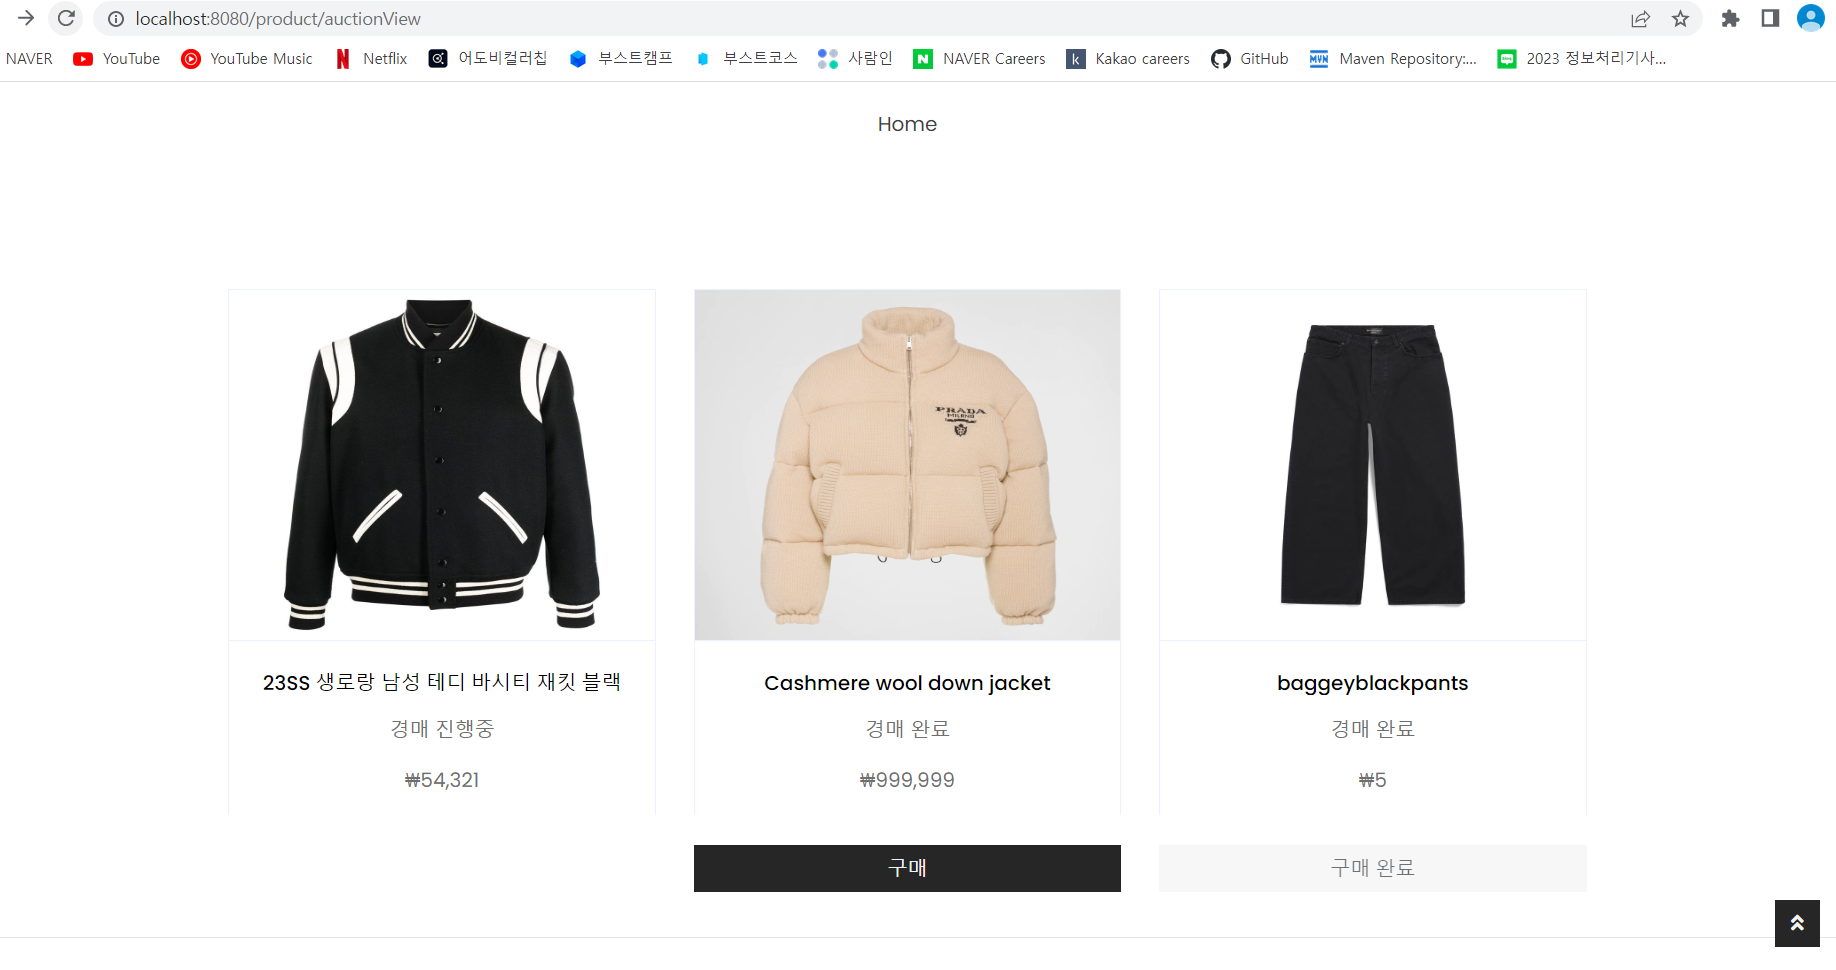 localhost:8080/product/auctionView
NAVER YouTube YouTube Music Netflix 어도비컬러칩 부스트캠프 부스트코스 사람인 NAVER Careers Kakao careers GitHub Maven Repository:... 2023 정보처리기사...
Home
PRADA
MILANO
23SS 생로랑 남성 테디 바시티 재킷 블랙
경매 진행중
₩54,321
Cashmere wool down jacket
경매 완료
₩999,999
구매
baggeyblackpants
경매 완료
₩5
구매 완료